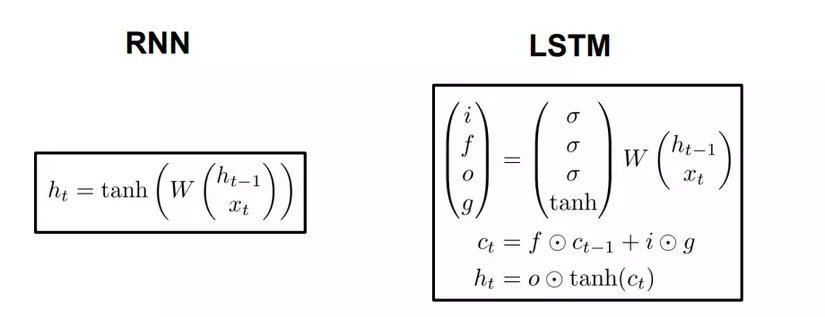 RNN
h_t = tanh ( W ( h_{t−1} x_t ) )
LSTM
( i f o g ) = ( σ σ σ tanh ) W ( h_{t−1} x_t )
c_t = f ⊙ c_{t−1} + i ⊙ g
h_t = o ⊙ tanh(c_t)